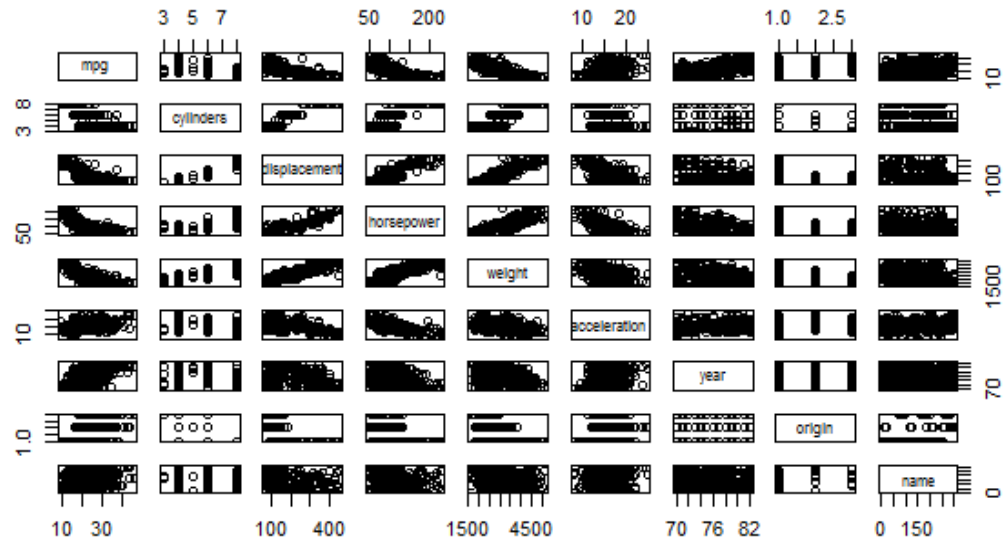 3 5 7 50 200 10 20 1.0 2.5
mpg 10
8 3 cylinders
displacement 100
50 horsepower
weight 1500
10 acceleration
year 70
1.0 origin
name 0
10 30 100 400 1500 4500 70 76 82 0 150